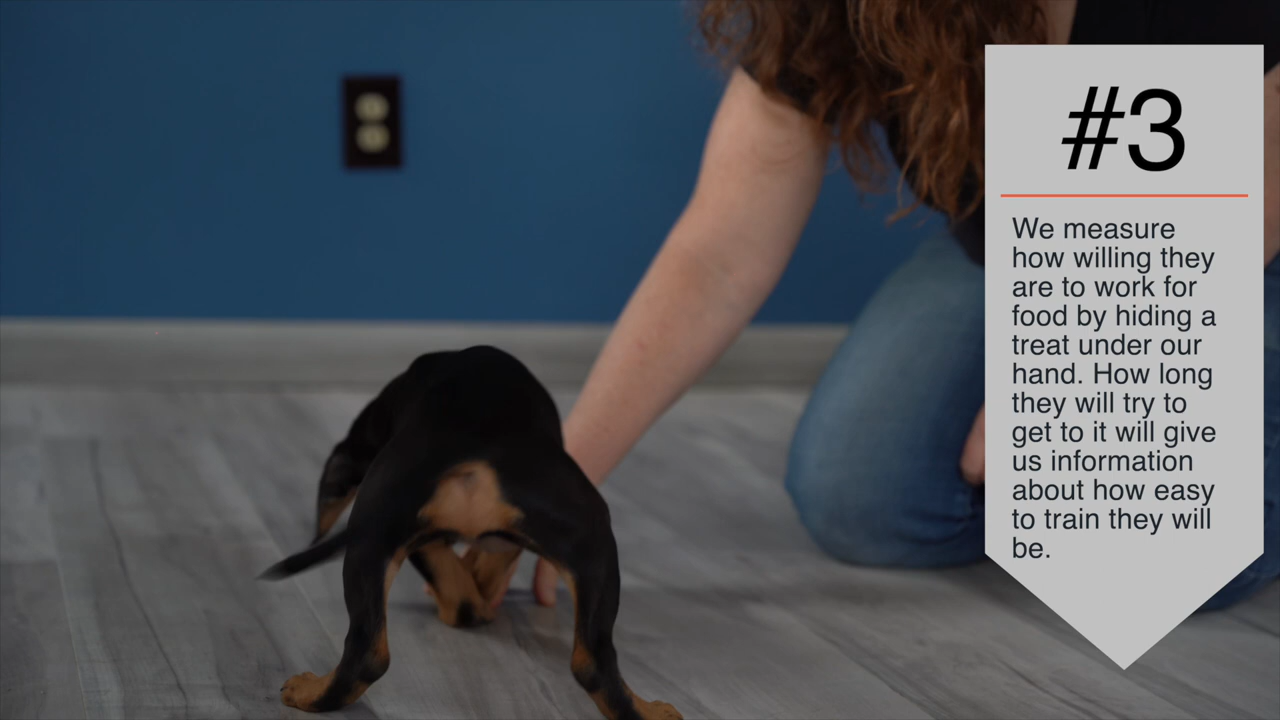 #3
We measure
how willing they
are to work for
food by hiding a
treat under our
hand. How long
they will try to
get to it will give
us information
about how easy
to train they will
be.